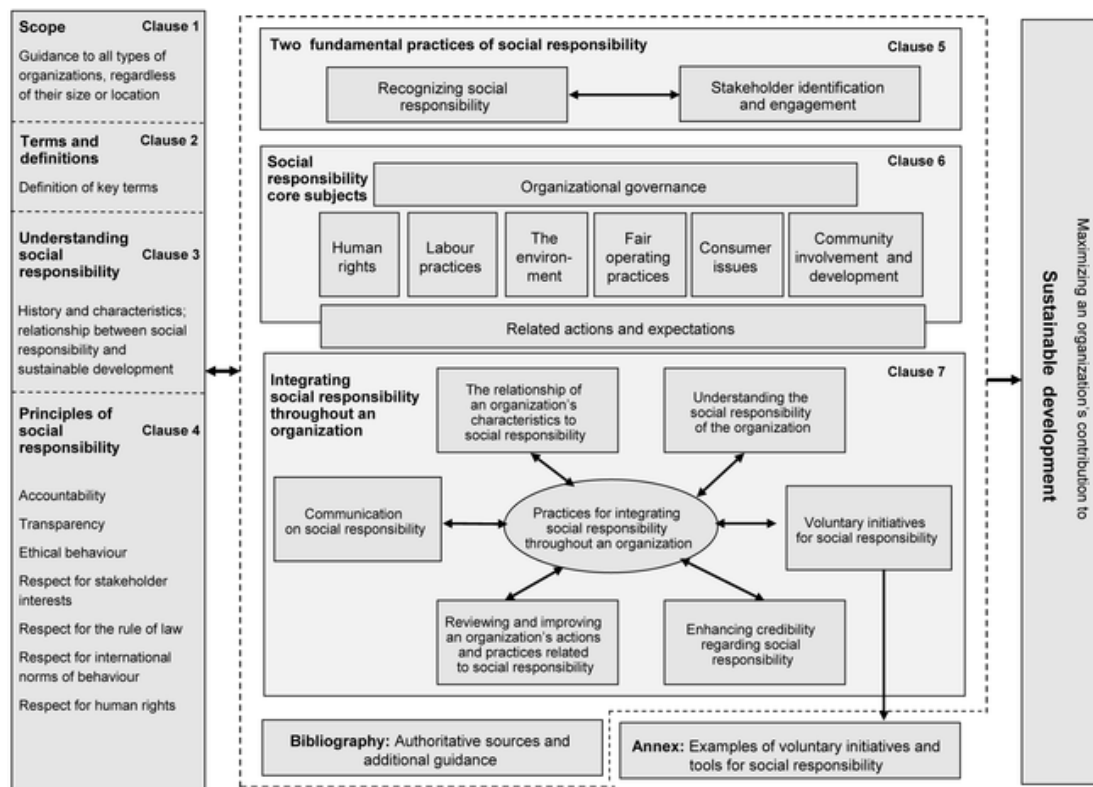 Scope Clause 1
Guidance to all types of
organizations, regardless
of their size or location
Terms and Clause 2
definitions
Definition of key terms
Understanding
social Clause 3
responsibility
History and characteristics;
relationship between social
responsibility and
sustainable development
Principles of
social Clause 4
responsibility
Accountability
Transparency
Ethical behaviour
Respect for stakeholder
interests
Respect for the rule of law
Respect for international
norms of behaviour
Respect for human rights
Two fundamental practices of social responsibility Clause 5
Recognizing social
responsibility
Stakeholder identification
and engagement
Social
responsibility
core subjects
Clause 6
Organizational governance
Human
rights
Labour
practices
The
environ-
ment
Fair
operating
practices
Consumer
issues
Community
involvement and
development
Related actions and expectations
Integrating
social responsibility
throughout an
organization
Clause 7
The relationship of
an organization's
characteristics to
social responsibility
Understanding the
social responsibility
of the organization
Communication
on social responsibility
Practices for integrating
social responsibility
throughout an organization
Voluntary initiatives
for social responsibility
Reviewing and improving
an organization's actions
and practices related
to social responsibility
Enhancing credibility
regarding social
responsibility
Bibliography: Authoritative sources and
additional guidance
Annex: Examples of voluntary initiatives and
tools for social responsibility
Maximizing an organization's contribution to
Sustainable development